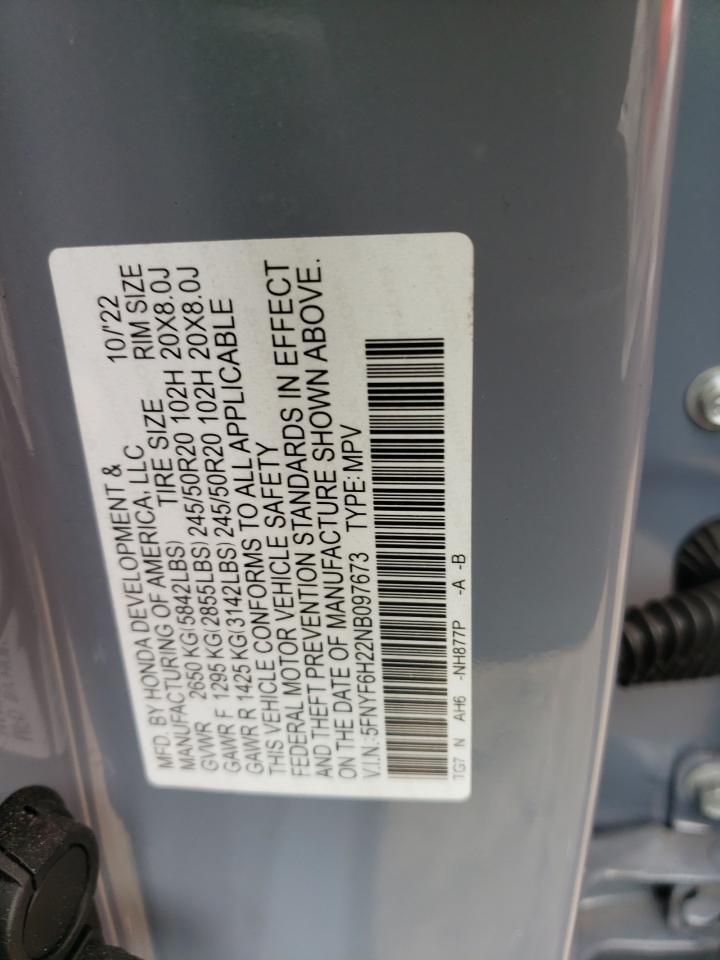 MFD. BY HONDA DEVELOPMENT & 10/'22
MANUFACTURING OF AMERICA, LLC
TIRE SIZE RIM SIZE
GVWR 2650 KG(5842LBS)
GAWR F 1295 KG(2855LBS) 245/50R20 102H 20X8.0J
GAWR R 1425 KG(3142LBS) 245/50R20 102H 20X8.0J
THIS VEHICLE CONFORMS TO ALL APPLICABLE
FEDERAL MOTOR VEHICLE SAFETY
AND THEFT PREVENTION STANDARDS IN EFFECT
ON THE DATE OF MANUFACTURE SHOWN ABOVE.
V.I.N.:5FNYF6H22NB097673 TYPE:MPV
TG7 N AH6 -NH877P -A -B